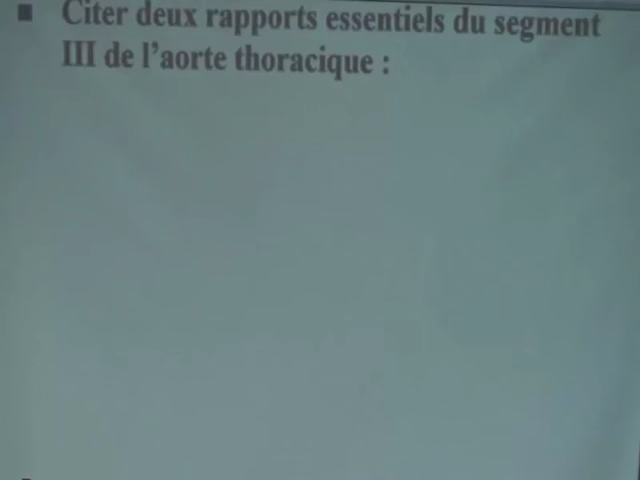 Citer deux rapports essentiels du segment
III de l’aorte thoracique :